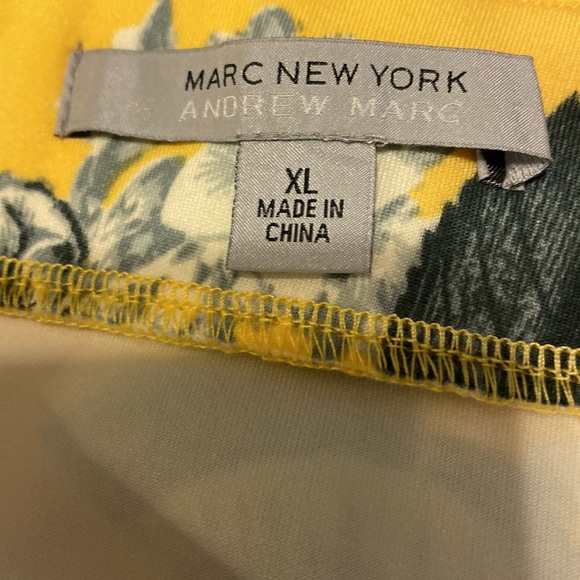 MARC NEW YORK
ANDREW MARC
XL
MADE IN
CHINA